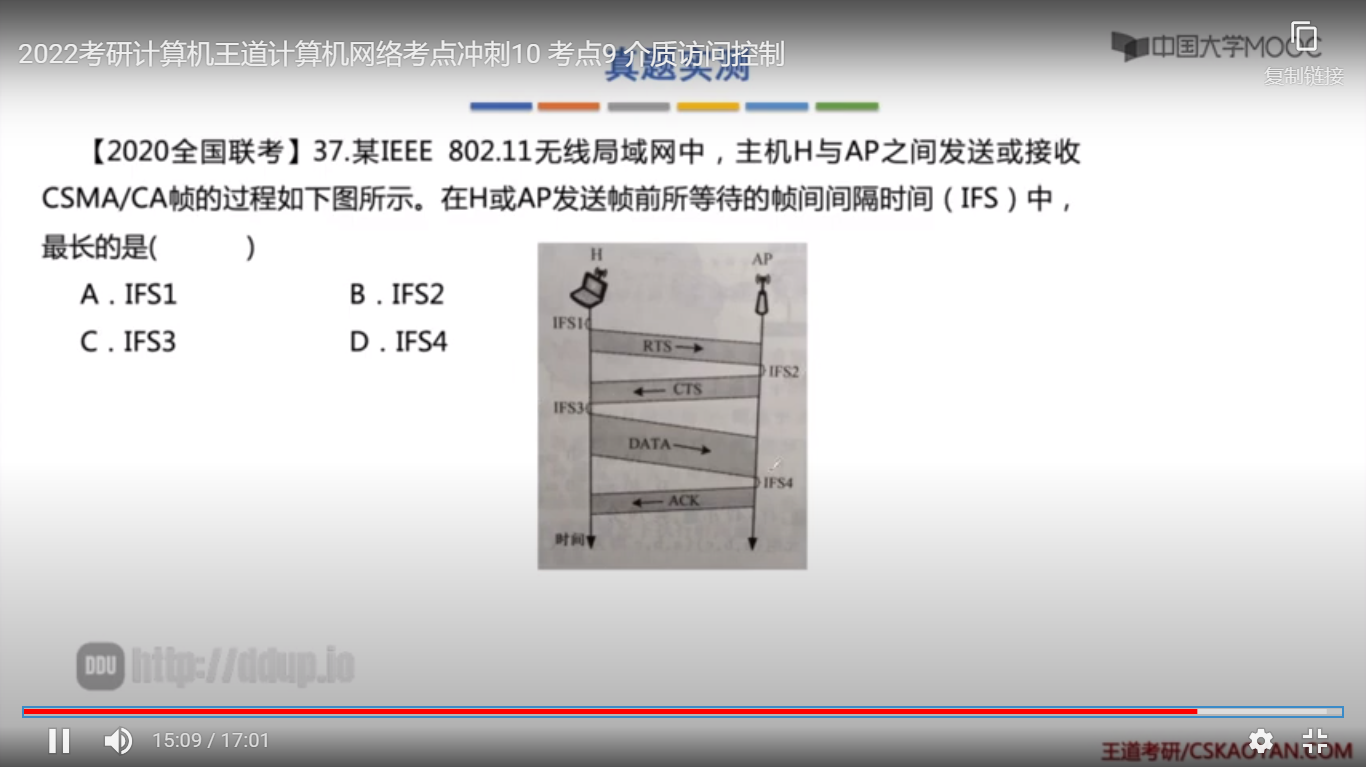 2022考研计算机王道计算机网络考点冲刺10 考点9 介质访问控制
真题实测
中国大学MOOC
复制链接
【2020全国联考】37.某IEEE 802.11无线局域网中，主机H与AP之间发送或接收
CSMA/CA帧的过程如下图所示。在H或AP发送帧前所等待的帧间间隔时间（IFS）中，
最长的是( )
A．IFS1 B．IFS2
C．IFS3 D．IFS4
H AP
IFS1
RTS
IFS2
CTS
IFS3
DATA
IFS4
ACK
时间
DDU http://ddup.io
15:09 / 17:01
王道考研/CSKAOYAN.COM